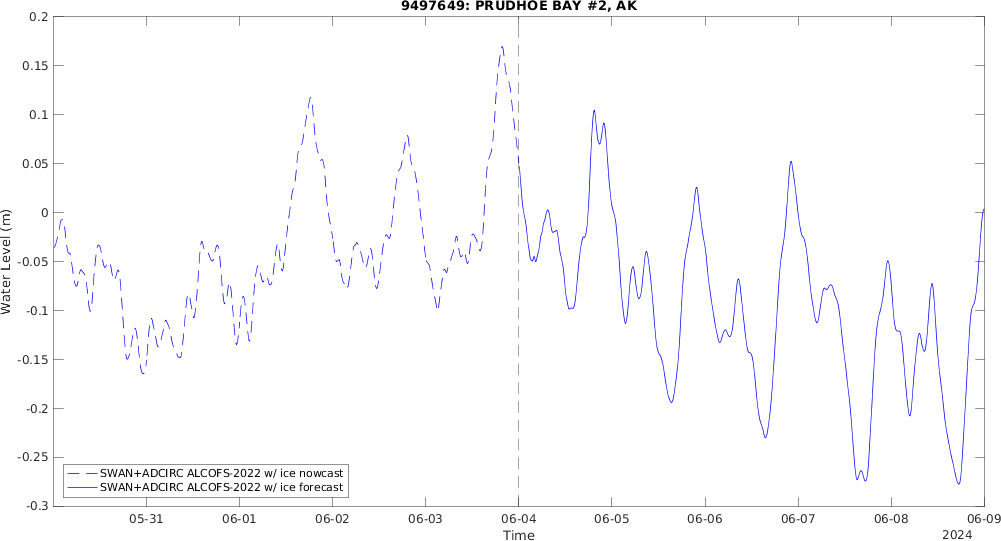 9497649: PRUDHOE BAY #2, AK
0.2
0.15
0.1
0.05
0
-0.05
-0.1
-0.15
-0.2
-0.25
-0.3
Water Level (m)
SWAN+ADCIRC ALCOFS-2022 w/ ice nowcast
SWAN+ADCIRC ALCOFS-2022 w/ ice forecast
05-31 06-01 06-02 06-03 06-04 06-05 06-06 06-07 06-08 06-09
Time
2024